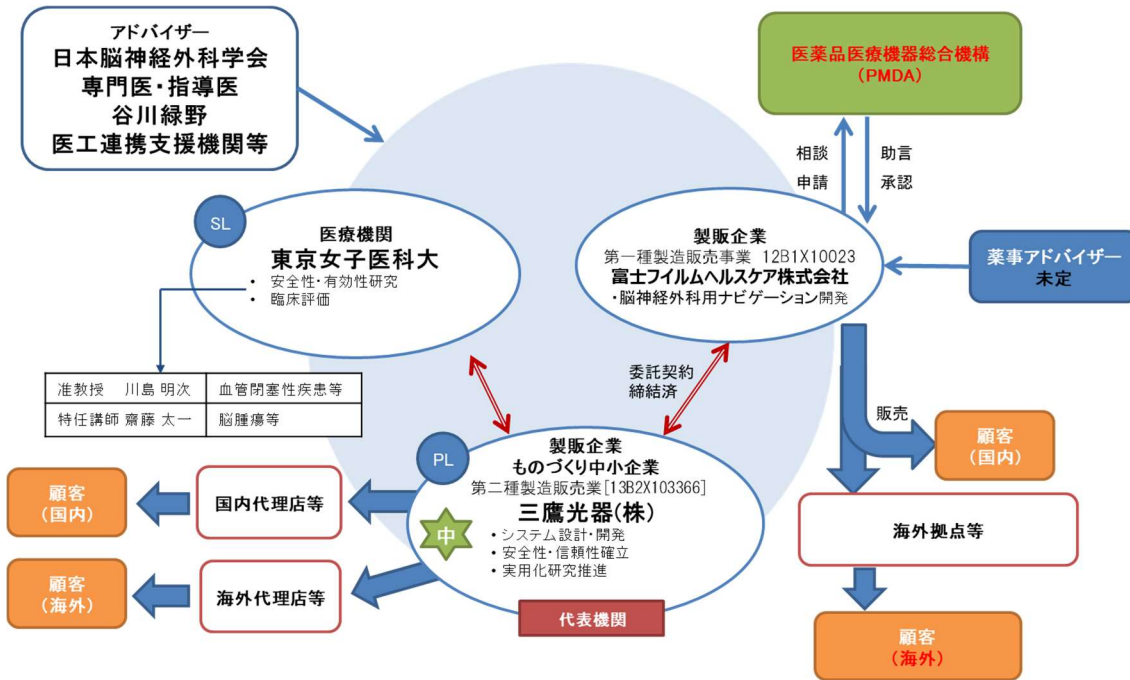 アドバイザー
日本脳神経外科学会
専門医・指導医
谷川緑野
医工連携支援機関等
医薬品医療機器総合機構
(PMDA)
相談
申請
助言
承認
SL
医療機関
東京女子医科大
• 安全性・有効性研究
• 臨床評価
製販企業
第一種製造販売事業 12B1X10023
富士フイルムヘルスケア株式会社
・脳神経外科用ナビゲーション開発
薬事アドバイザー
未定
准教授 川島 明次 血管閉塞性疾患等
特任講師 齋藤 太一 脳腫瘍等
委託契約
締結済
販売
顧客
(国内)
PL
製販企業
ものづくり中小企業
第二種製造販売業[13B2X103366]
三鷹光器(株)
• システム設計・開発
• 安全性・信頼性確立
• 実用化研究推進
中
代表機関
顧客
(国内)
国内代理店等
顧客
(海外)
海外代理店等
海外拠点等
顧客
(海外)